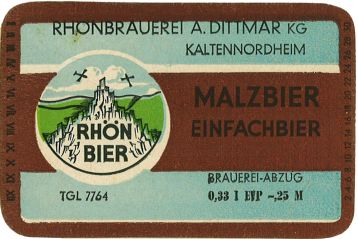 RHÖNBRAUEREI A. DITTMAR KG
KALTENNORDHEIM
MALZBIER
EINFACHBIER
RHÖN
BIER
BRAUEREI-ABZUG
TGL 7764
0,33 l EVP -,25 M